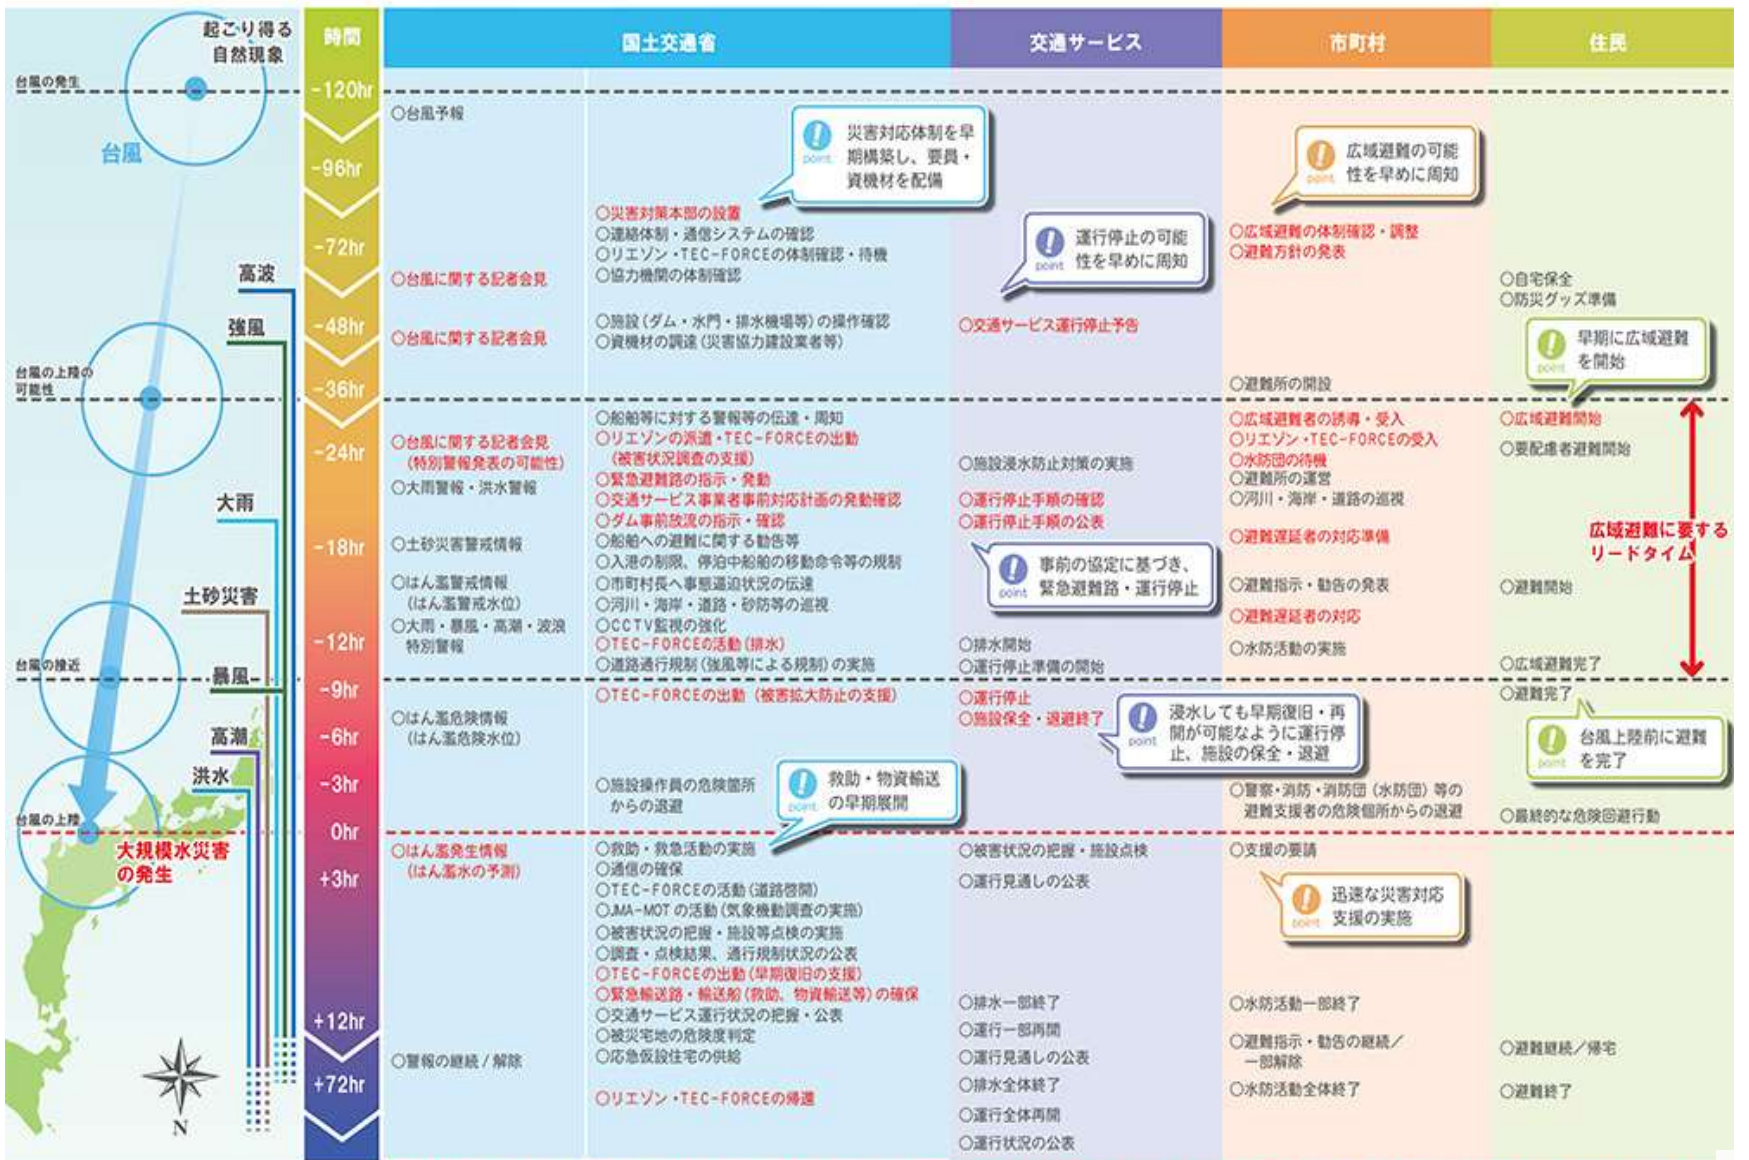 起こり得る
自然現象
台風の発生
台風
高波
強風
台風の上陸の
可能性
大雨
土砂災害
台風の接近
暴風
高潮
洪水
台風の上陸
大規模水災害
の発生
N
時間
-120hr
-96hr
-72hr
-48hr
-36hr
-24hr
-18hr
-12hr
-9hr
-6hr
-3hr
0hr
+3hr
+12hr
+72hr
国土交通省
○台風予報
○台風に関する記者会見
○台風に関する記者会見
○台風に関する記者会見
(特別警報発表の可能性)
○大雨警報・洪水警報
○土砂災害警戒情報
○はん濫警戒情報
(はん濫警戒水位)
○大雨・暴風・高潮・波浪
特別警報
○はん濫危険情報
(はん濫危険水位)
○はん濫発生情報
(はん濫水の予測)
○警報の継続/解除
point
災害対応体制を早
期構築し、要員・
資機材を配備
○災害対策本部の設置
○連絡体制・通信システムの確認
○リエゾン・TEC-FORCEの体制確認・待機
○協力機関の体制確認
○施設(ダム・水門・排水機場等)の操作確認
○資機材の調達(災害協力建設業者等)
○船舶等に対する警報等の伝達・周知
○リエゾンの派遣・TEC-FORCEの出動
(被害状況調査の支援)
○緊急避難路の指示・発動
○交通サービス事業者事前対応計画の発動確認
○ダム事前放流の指示・確認
○船舶への避難に関する勧告等
○入港の制限、停泊中船舶の移動命令等の規制
○市町村長へ事態逼迫状況の伝達
○河川・海岸・道路・砂防等の巡視
○CCTV監視の強化
○TEC-FORCEの活動(排水)
○道路通行規制(強風等による規制)の実施
○TEC-FORCEの出動(被害拡大防止の支援)
○施設操作員の危険箇所
からの退避
point
救助・物資輸送
の早期展開
○救助・救急活動の実施
○通信の確保
○TEC-FORCEの活動(道路啓開)
○JMA-MOTの活動(気象機動調査の実施)
○被害状況の把握・施設等点検の実施
○調査・点検結果、通行規制状況の公表
○TEC-FORCEの出動(早期復旧の支援)
○緊急輸送路・輸送船(救助、物資輸送等)の確保
○交通サービス運行状況の把握・公表
○被災宅地の危険度判定
○応急仮設住宅の供給
○リエゾン・TEC-FORCEの帰還
交通サービス
point
運行停止の可能
性を早めに周知
○交通サービス運行停止予告
○施設浸水防止対策の実施
○運行停止手順の確認
○運行停止手順の公表
point
事前の協定に基づき、
緊急避難路・運行停止
○排水開始
○運行停止準備の開始
○運行停止
○施設保全・退避終了
point
浸水しても早期復旧・再
開が可能なように運行停
止、施設の保全・退避
○被害状況の把握・施設点検
○運行見通しの公表
○排水一部終了
○運行一部再開
○運行見通しの公表
○排水全体終了
○運行全体再開
○運行状況の公表
市町村
point
広域避難の可能
性を早めに周知
○広域避難の体制確認・調整
○避難方針の発表
○避難所の開設
○広域避難者の誘導・受入
○リエゾン・TEC-FORCEの受入
○水防団の待機
○避難所の運営
○河川・海岸・道路の巡視
○避難遅延者の対応準備
○避難指示・勧告の発表
○避難遅延者の対応
○水防活動の実施
○警察・消防・消防団(水防団)等の
避難支援者の危険個所からの退避
○支援の要請
point
迅速な災害対応
支援の実施
○水防活動一部終了
○避難指示・勧告の継続/
一部解除
○水防活動全体終了
住民
○自宅保全
○防災グッズ準備
point
早期に広域避難
を開始
○広域避難開始
○要配慮者避難開始
広域避難に要する
リードタイム
○避難開始
○広域避難完了
○避難完了
point
台風上陸前に避難
を完了
○最終的な危険回避行動
○避難継続/帰宅
○避難終了